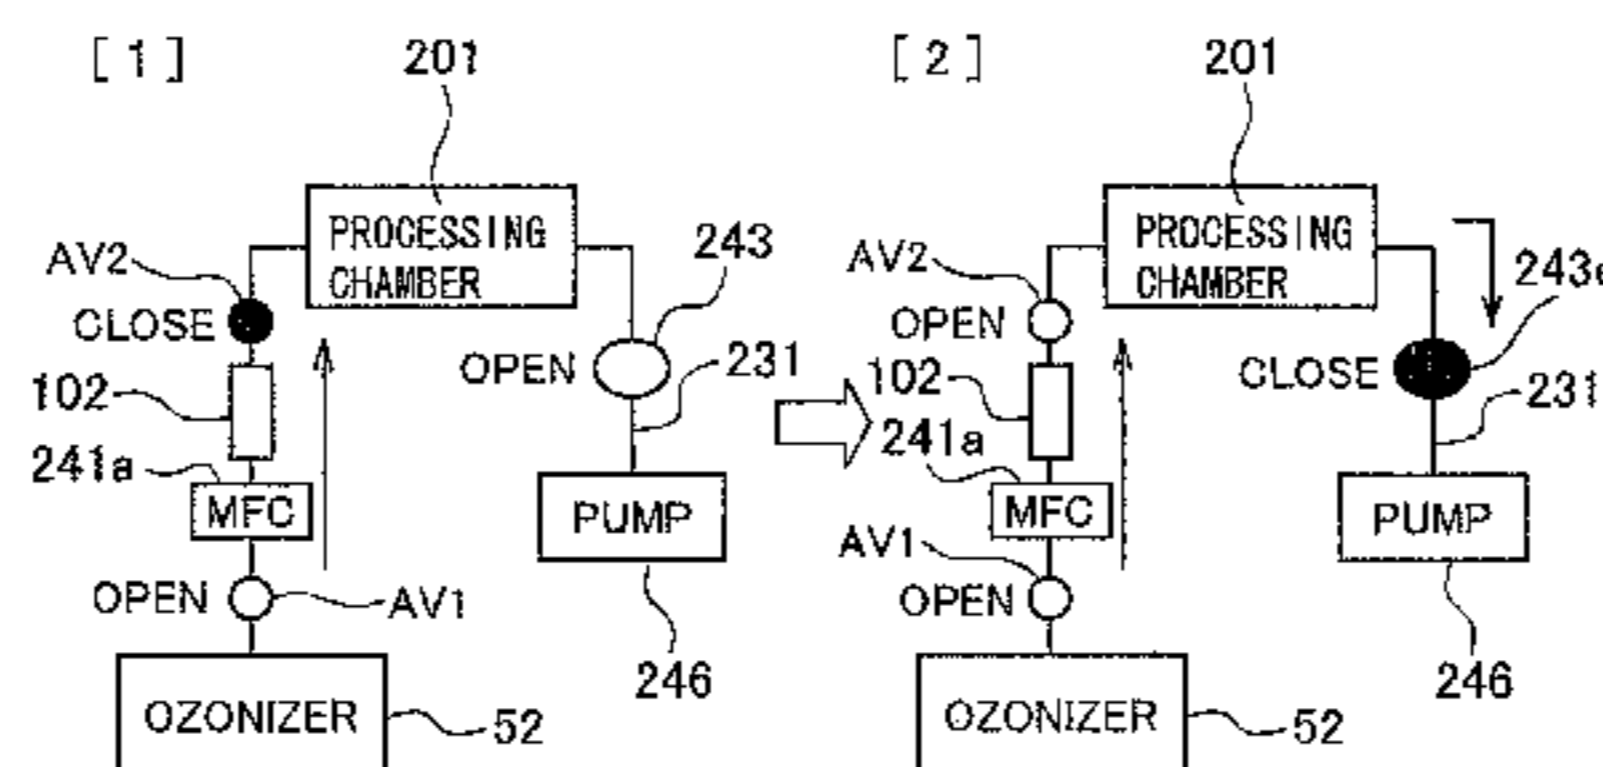 [1]
201
PROCESSING
CHAMBER
AV2
CLOSE
243
OPEN
102
231
241a
MFC
PUMP
OPEN
AV1
246
OZONIZER
52
[2]
201
PROCESSING
CHAMBER
AV2
OPEN
243e
CLOSE
102
231
241a
MFC
PUMP
AV1
OPEN
246
OZONIZER
52